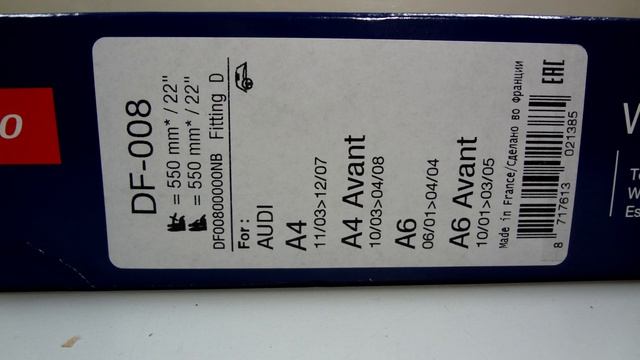 DF-008
= 550 mm* / 22"
= 550 mm* / 22"
DF00800000NB Fitting D
For:
AUDI
A4
11/03>12/07
A4 Avant
10/03>04/08
A6
06/01>04/04
A6 Avant
10/01>03/05
Made in France/Сделано во Франции
EAC
8 717613 021385